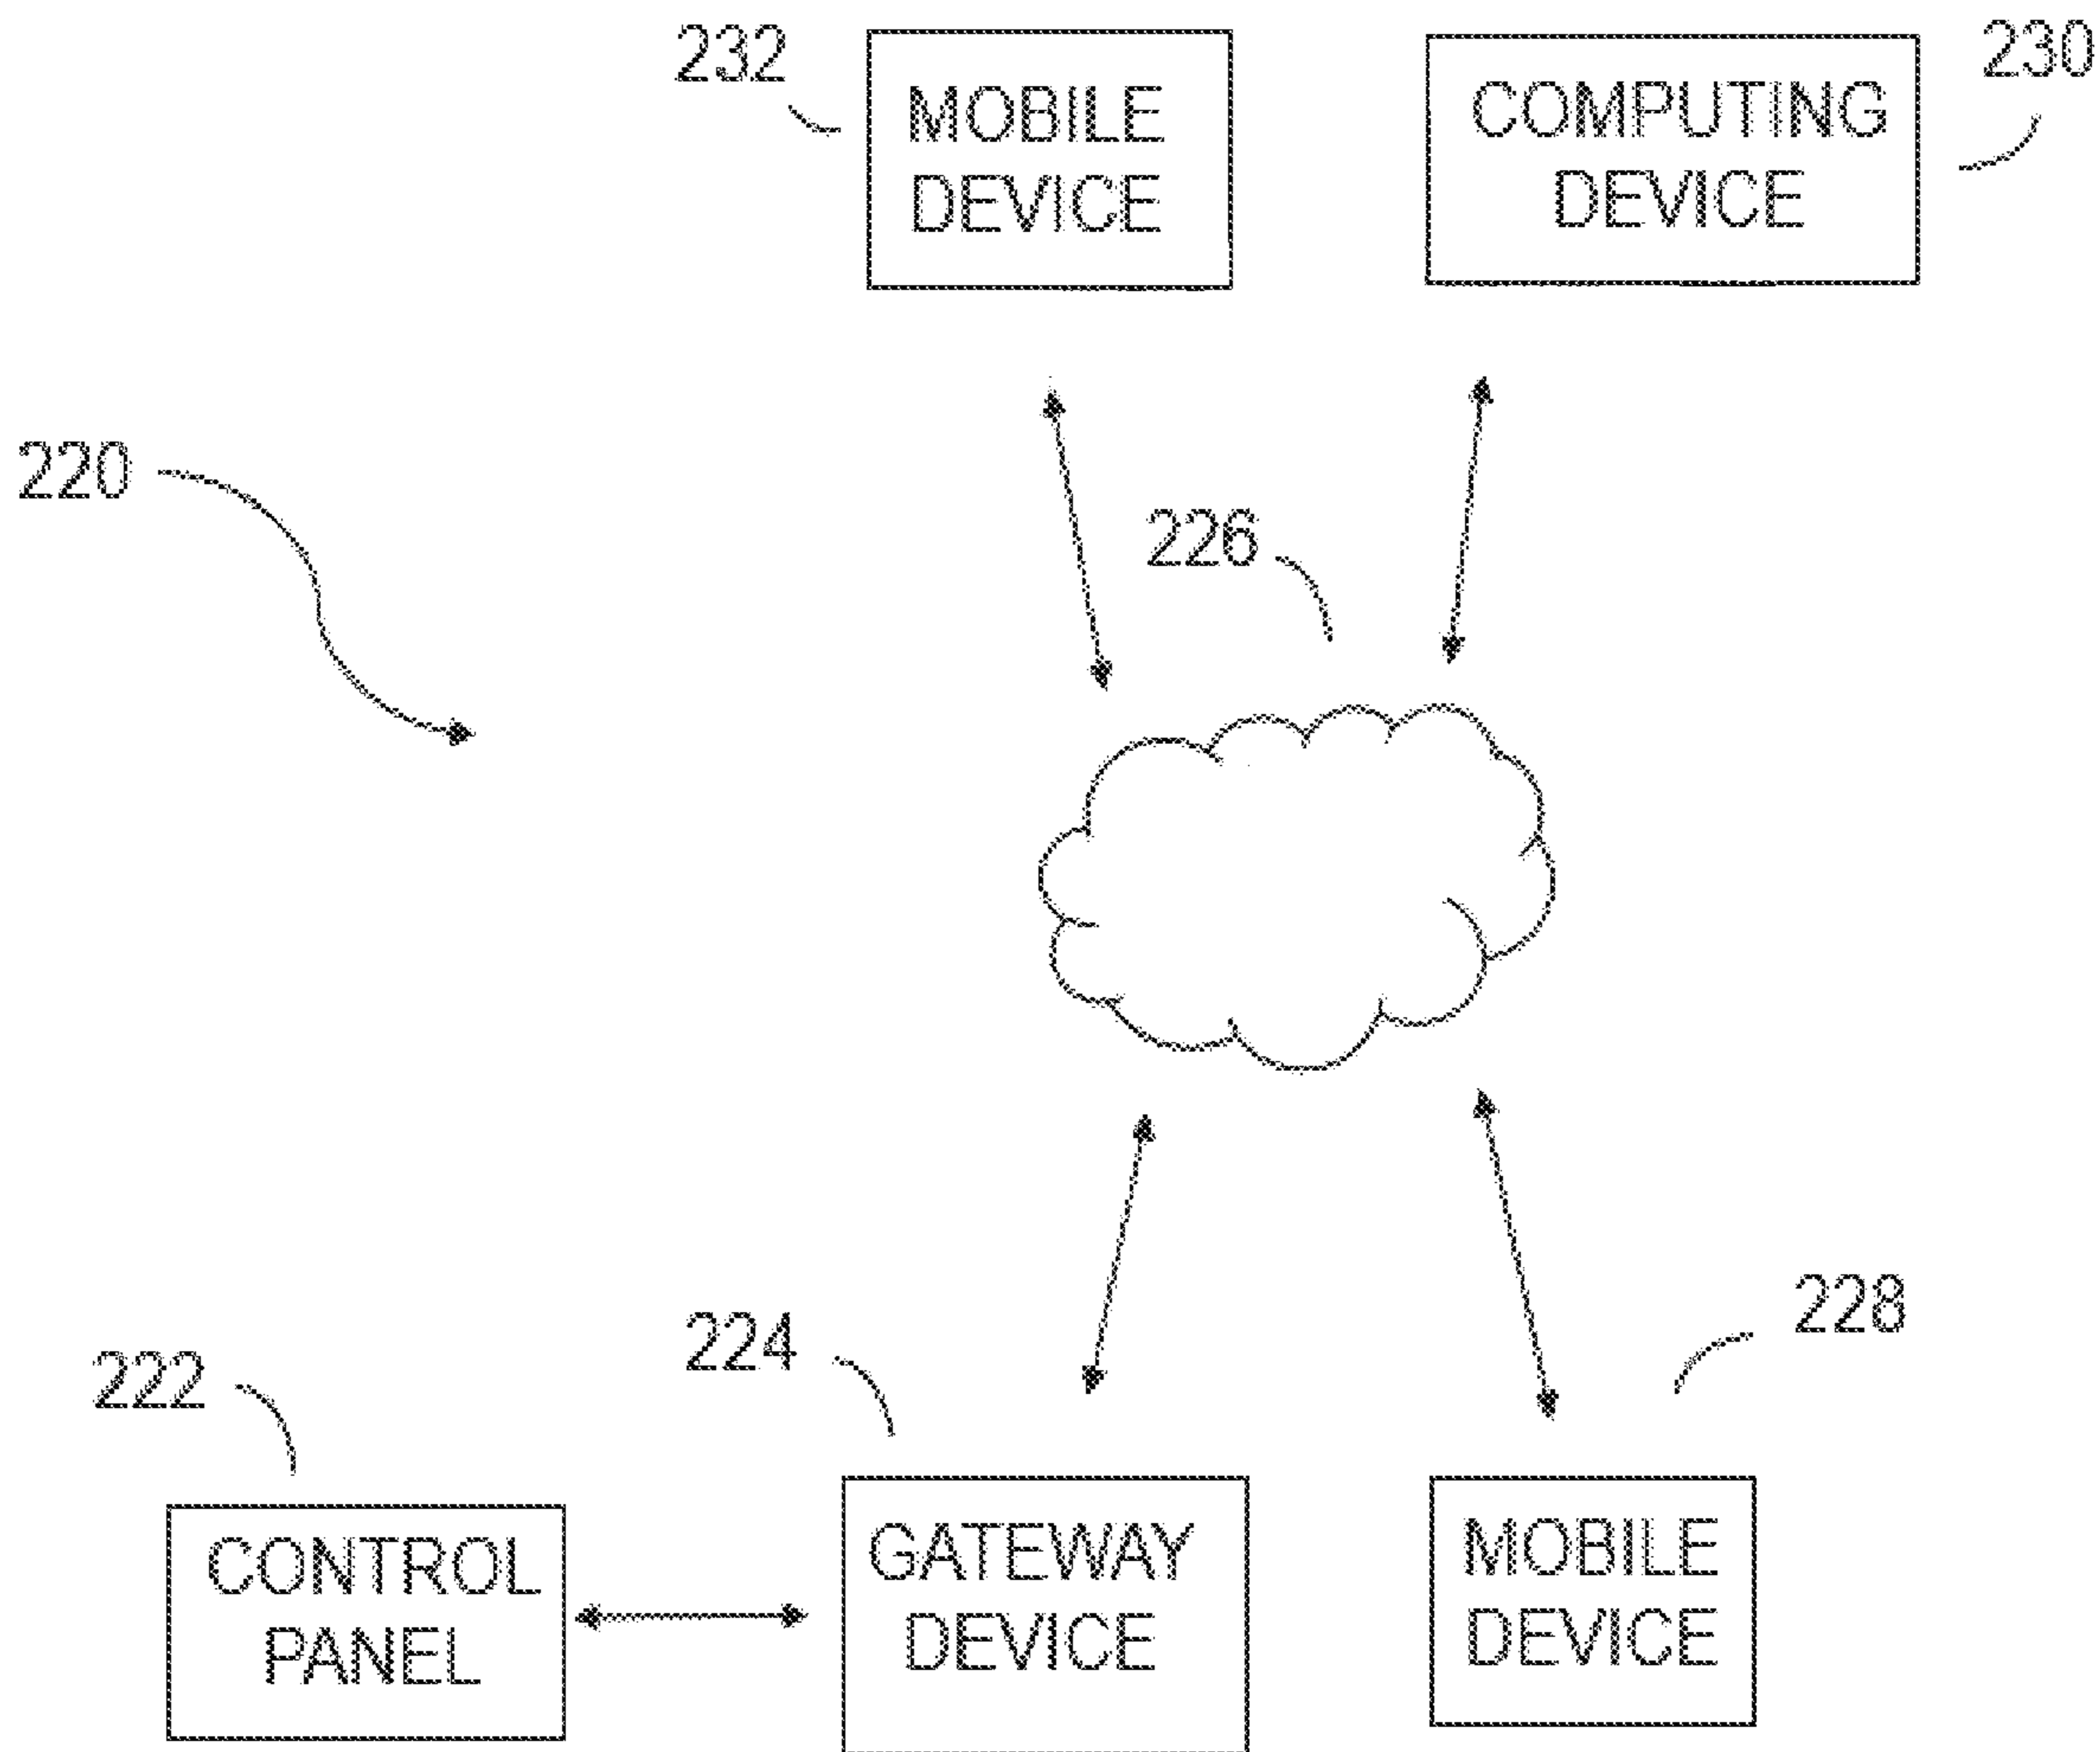 232
MOBILE
DEVICE
COMPUTING
DEVICE
230
220
226
222
224
228
CONTROL
PANEL
GATEWAY
DEVICE
MOBILE
DEVICE